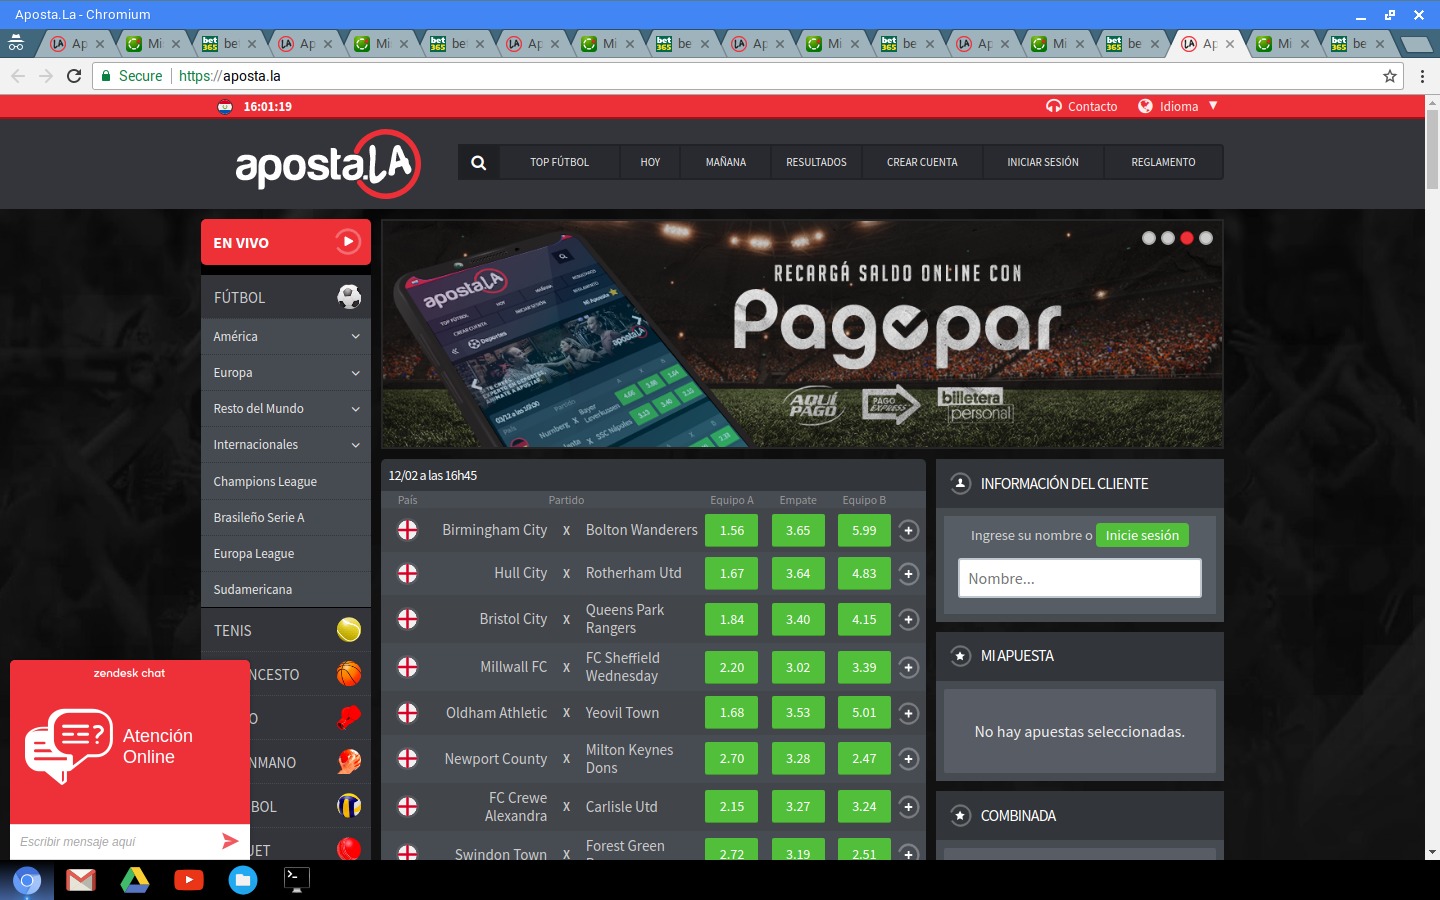 Aposta.La - Chromium
Ap Mi be Ap Mi be Ap Mi be Ap Mi be Ap Mi be Ap Mi be
Secure https://aposta.la
16:01:19 Contacto Idioma
aposta.LA
TOP FÚTBOL HOY MAÑANA RESULTADOS CREAR CUENTA INICIAR SESIÓN REGLAMENTO
EN VIVO
FÚTBOL
América
Europa
Resto del Mundo
Internacionales
Champions League
Brasileño Serie A
Europa League
Sudamericana
TENIS
NCESTO
O
NMANO
BOL
UET
RECARGÁ SALDO ONLINE CON
Pagopar
AQUÍ PAGO
PAGO EXPRESS
billetera personal
12/02 a las 16h45
País Partido Equipo A Empate Equipo B
Birmingham City X Bolton Wanderers 1.56 3.65 5.99 +
Hull City X Rotherham Utd 1.67 3.64 4.83 +
Bristol City X Queens Park Rangers 1.84 3.40 4.15 +
Millwall FC X FC Sheffield Wednesday 2.20 3.02 3.39 +
Oldham Athletic X Yeovil Town 1.68 3.53 5.01 +
Newport County X Milton Keynes Dons 2.70 3.28 2.47 +
FC Crewe Alexandra X Carlisle Utd 2.15 3.27 3.24 +
Swindon Town X Forest Green 2.72 3.19 2.51 +
INFORMACIÓN DEL CLIENTE
Ingrese su nombre o Inicie sesión
Nombre...
MI APUESTA
No hay apuestas seleccionadas.
COMBINADA
zendesk chat
Atención
Online
Escribir mensaje aquí